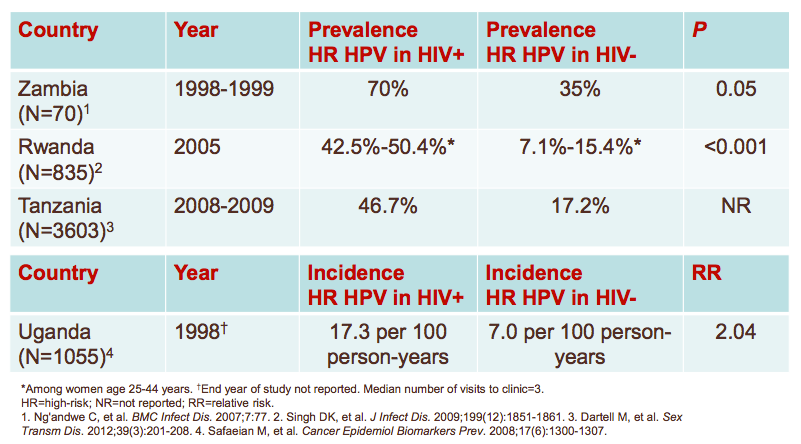 Country Year Prevalence HR HPV in HIV+ Prevalence HR HPV in HIV- P
Zambia (N=70)1 1998-1999 70% 35% 0.05
Rwanda (N=835)2 2005 42.5%-50.4%* 7.1%-15.4%* <0.001
Tanzania (N=3603)3 2008-2009 46.7% 17.2% NR
Country Year Incidence HR HPV in HIV+ Incidence HR HPV in HIV- RR
Uganda (N=1055)4 1998† 17.3 per 100 person-years 7.0 per 100 person-years 2.04
*Among women age 25-44 years. †End year of study not reported. Median number of visits to clinic=3.
HR=high-risk; NR=not reported; RR=relative risk.
1. Ng'andwe C, et al. BMC Infect Dis. 2007;7:77. 2. Singh DK, et al. J Infect Dis. 2009;199(12):1851-1861. 3. Dartell M, et al. Sex
Transm Dis. 2012;39(3):201-208. 4. Safaeian M, et al. Cancer Epidemiol Biomarkers Prev. 2008;17(6):1300-1307.